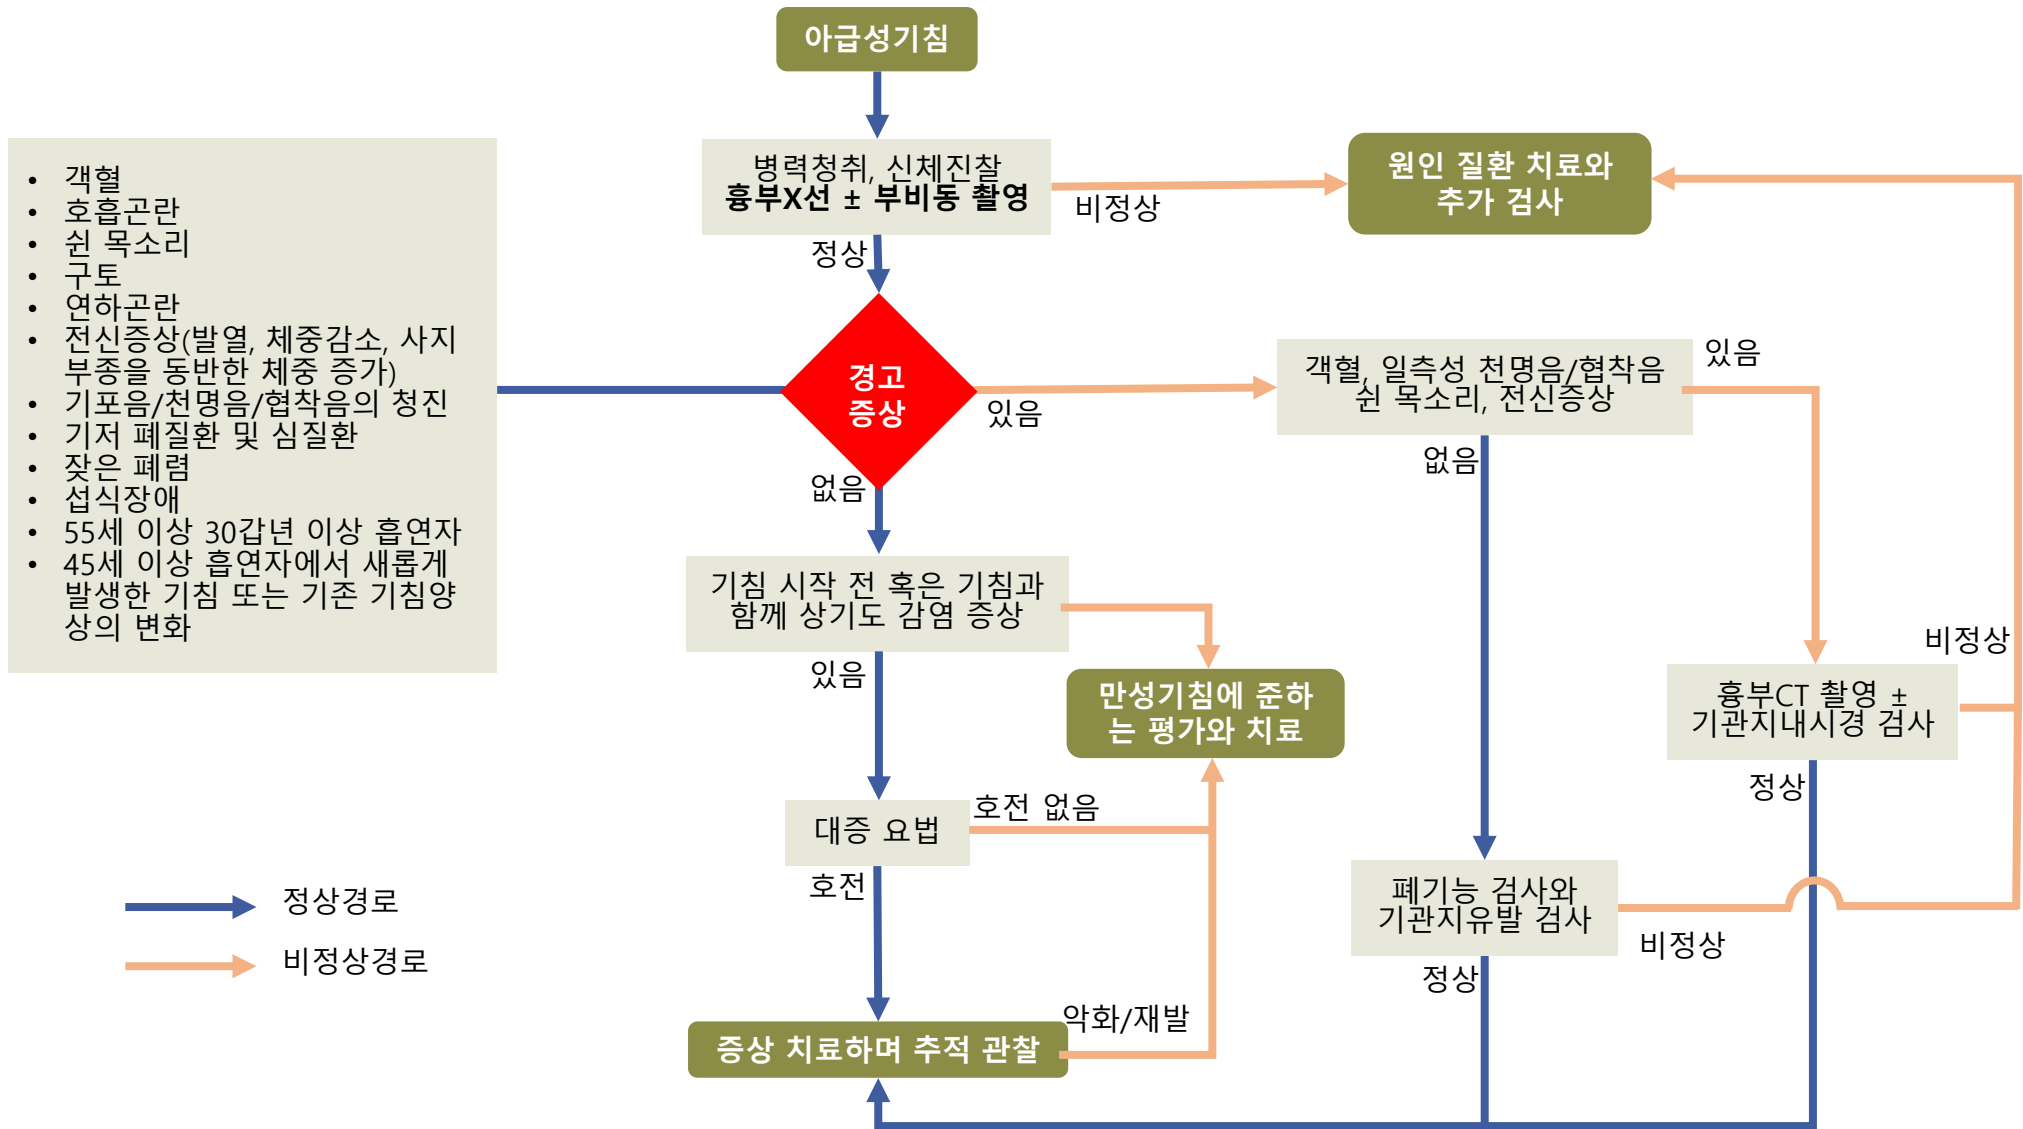 아급성기침
병력청취, 신체진찰
흉부X선 ± 부비동 촬영
비정상
원인 질환 치료와
추가 검사
정상
• 객혈
• 호흡곤란
• 쉰 목소리
• 구토
• 연하곤란
• 전신증상(발열, 체중감소, 사지
부종을 동반한 체중 증가)
• 기포음/천명음/협착음의 청진
• 기저 폐질환 및 심질환
• 잦은 폐렴
• 섭식장애
• 55세 이상 30갑년 이상 흡연자
• 45세 이상 흡연자에서 새롭게
발생한 기침 또는 기존 기침양
상의 변화
경고
증상
있음
객혈, 일측성 천명음/협착음
쉰 목소리, 전신증상
있음
없음
없음
기침 시작 전 혹은 기침과
함께 상기도 감염 증상
있음
만성기침에 준하
는 평가와 치료
비정상
흉부CT 촬영 ±
기관지내시경 검사
정상
대증 요법
호전 없음
호전
폐기능 검사와
기관지유발 검사
비정상
정상
악화/재발
증상 치료하며 추적 관찰
정상경로
비정상경로